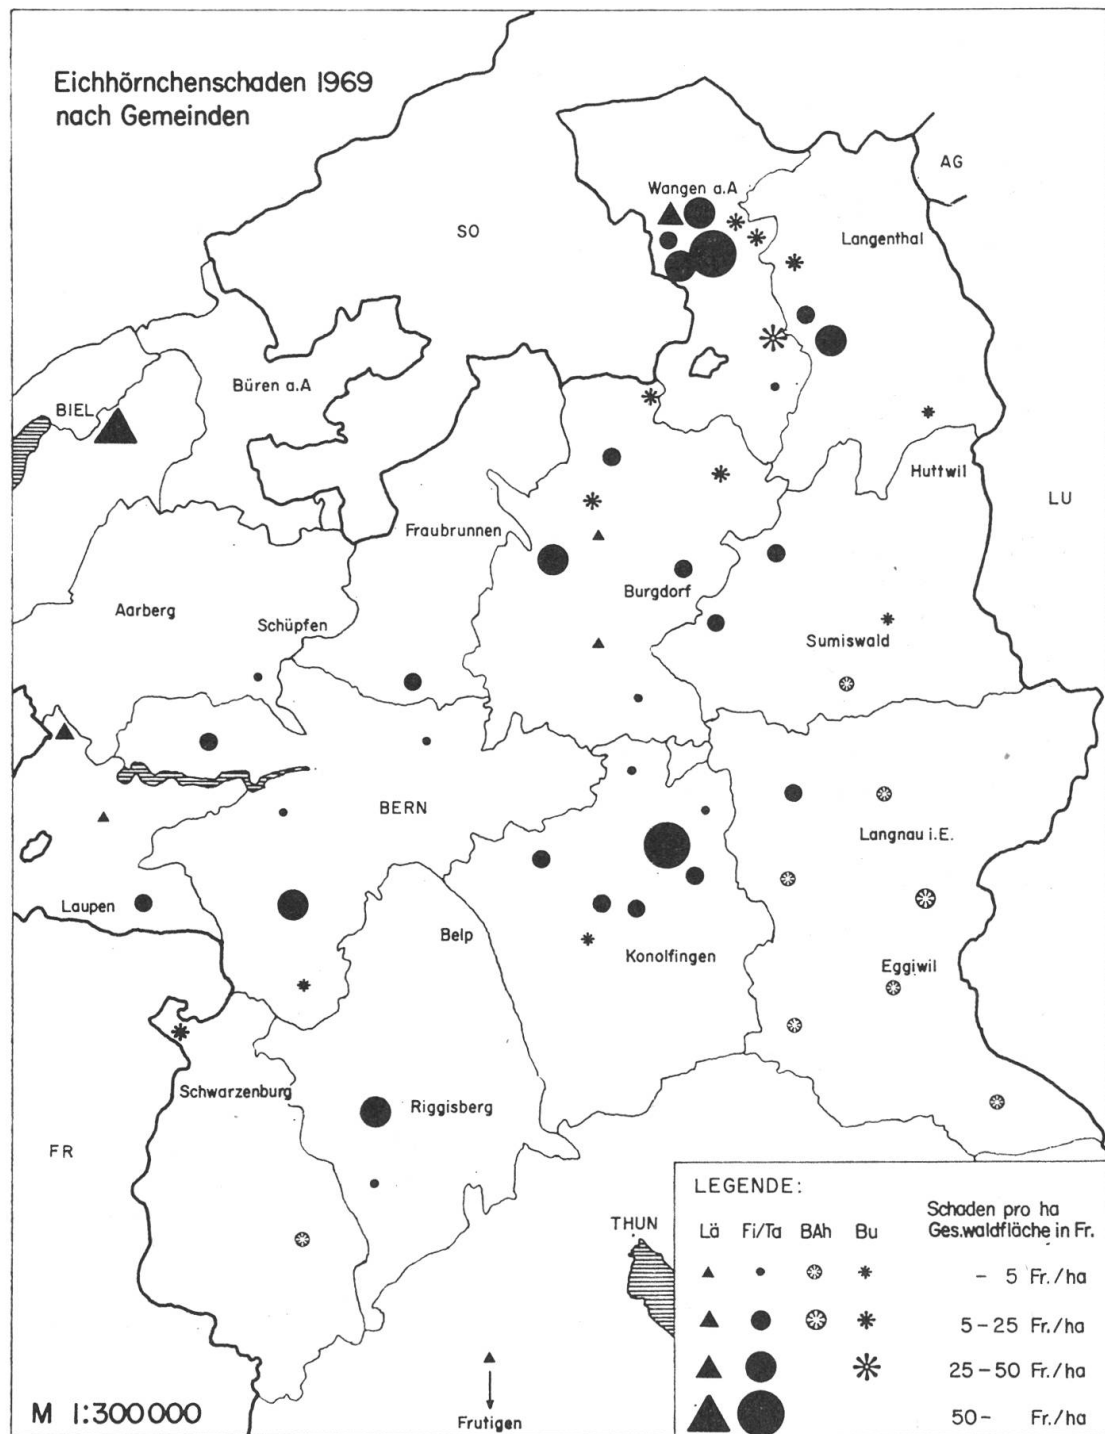 Eichhörnchenschaden 1969
nach Gemeinden
AG
Wangen a.A
SO
Langenthal
Büren a.A
BIEL
Huttwil
LU
Fraubrunnen
Burgdorf
Aarberg
Schüpfen
Sumiswald
BERN
Langnau i.E.
Laupen
Belp
Konolfingen
Eggiwil
Schwarzenburg
Riggisberg
FR
THUN
Frutigen
M 1:300000
LEGENDE:
Schaden pro ha
Lä Fi/Ta BAh Bu Ges.waldfläche in Fr.
- 5 Fr./ha
5-25 Fr./ha
25-50 Fr./ha
50- Fr./ha